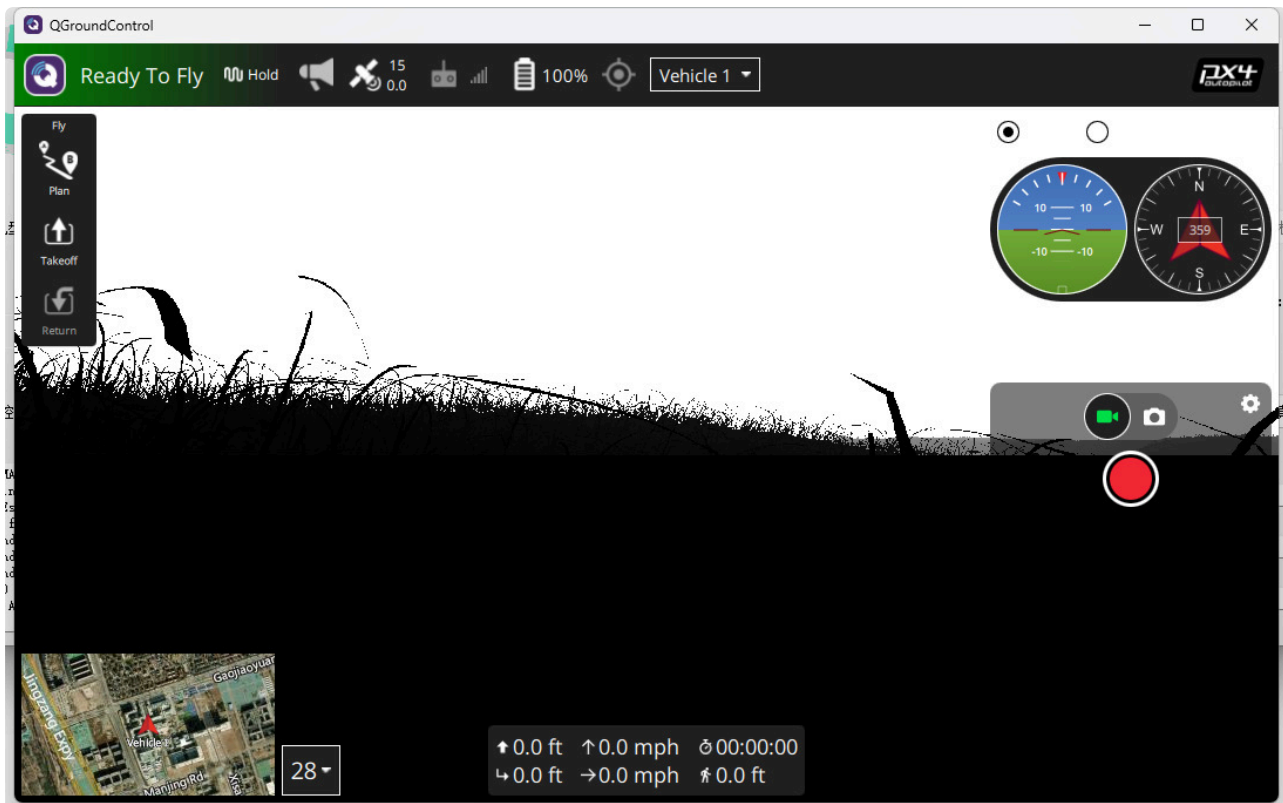 QGroundControl
Ready To Fly Hold 15 0.0 100% Vehicle 1 PX4 autopilot
Fly
Plan
Takeoff
Return
10 10
-10 -10
N
W 359 E
S
Gaojiaoyuan
Jingzang Expy
Vehicle 1
Manjing Rd
Xisa
28
0.0 ft 0.0 mph 00:00:00
0.0 ft 0.0 mph 0.0 ft